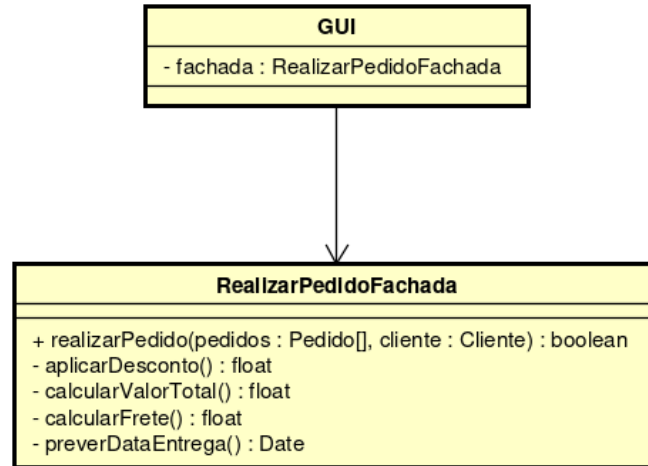 GUI
- fachada : RealizarPedidoFachada
RealizarPedidoFachada
+ realizarPedido(pedidos : Pedido[], cliente : Cliente) : boolean
- aplicarDesconto() : float
- calcularValorTotal() : float
- calcularFrete() : float
- preverDataEntrega() : Date